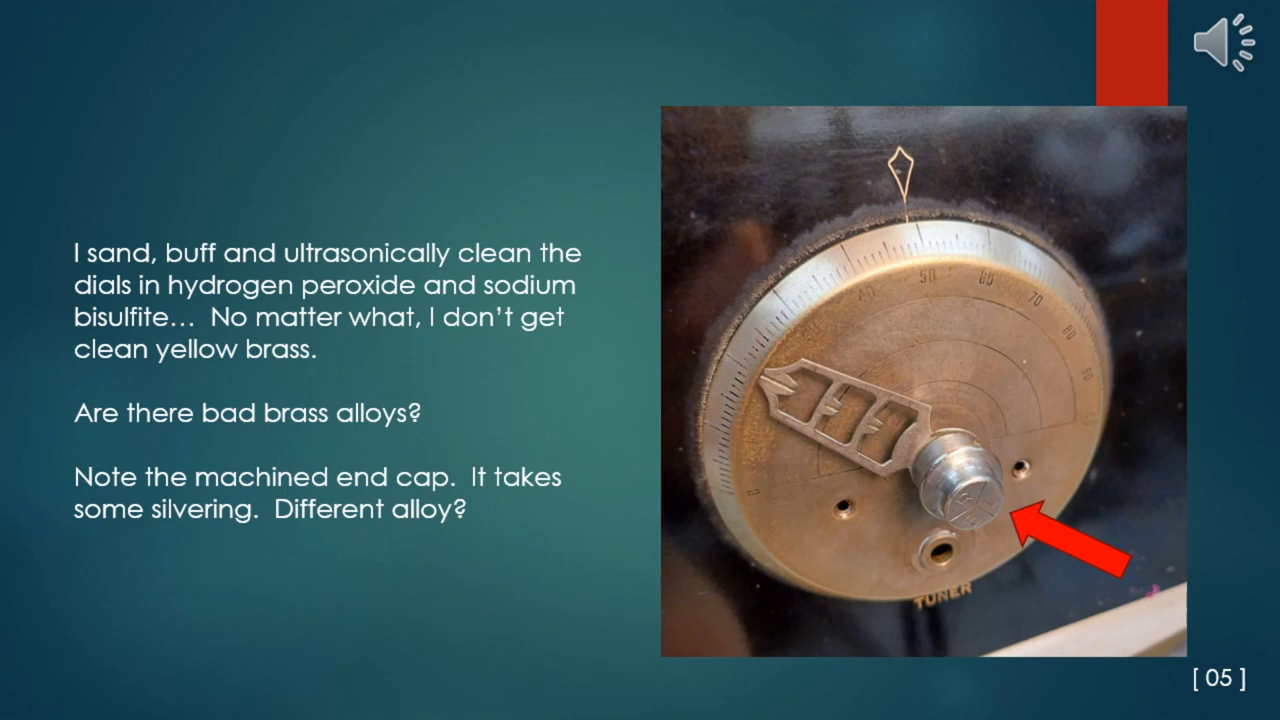 I sand, buff and ultrasonically clean the
dials in hydrogen peroxide and sodium
bisulfite... No matter what, I don't get
clean yellow brass.
Are there bad brass alloys?
Note the machined end cap. It takes
some silvering. Different alloy?
50
60
70
80
90
0
TUNER
[ 05 ]